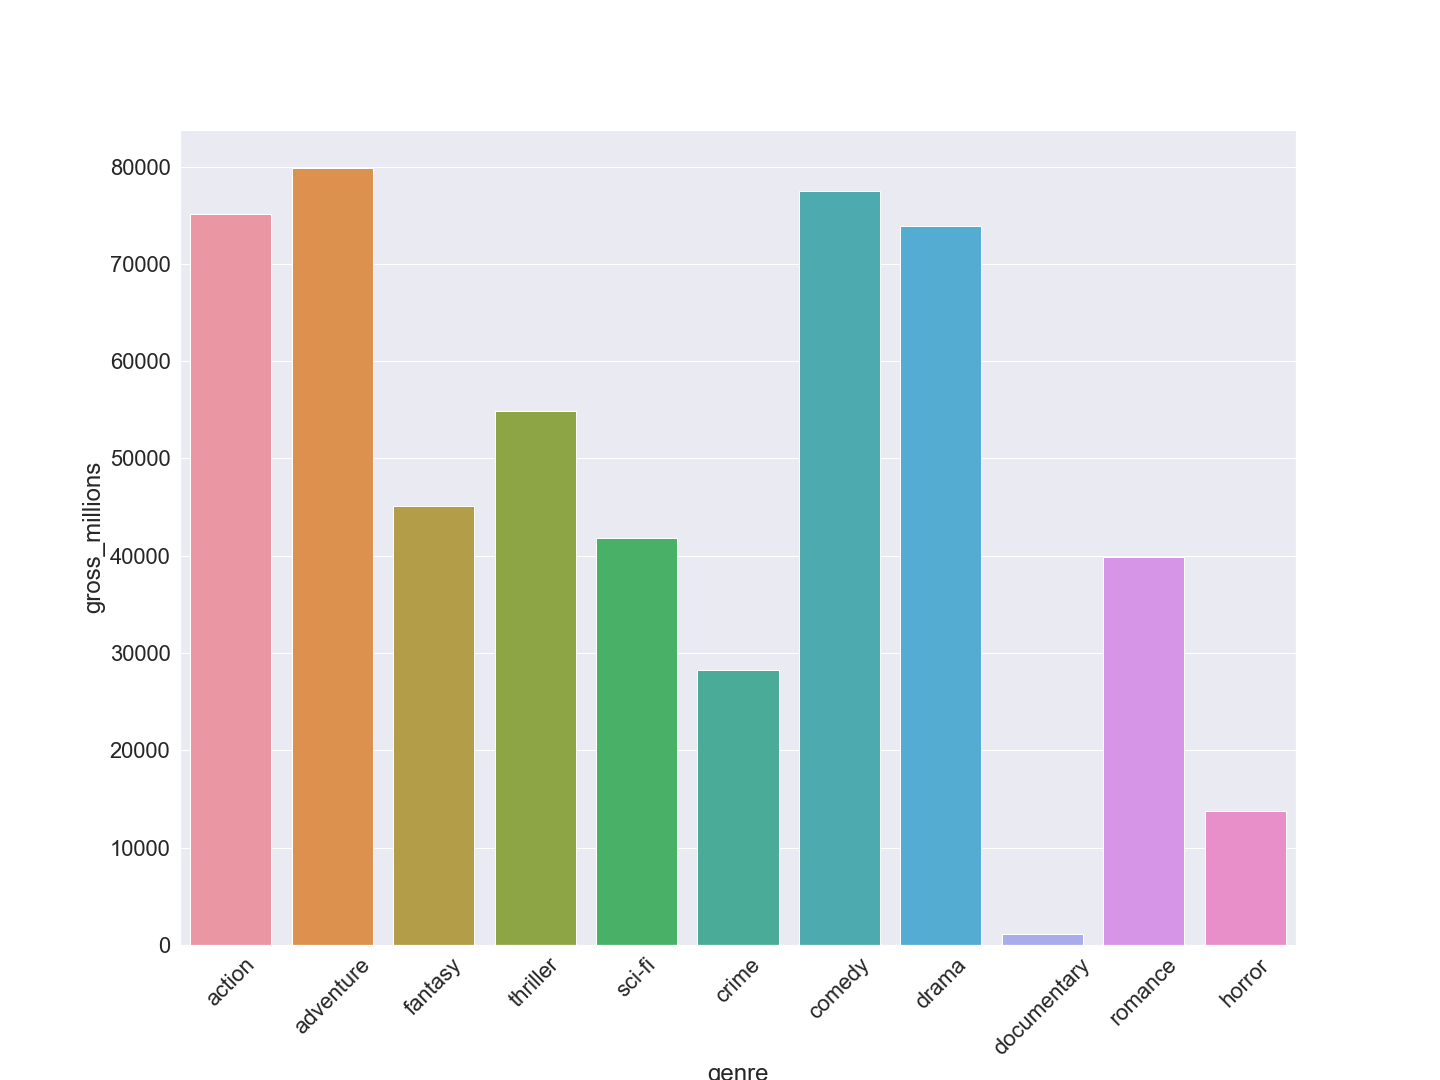 80000
70000
60000
50000
40000
30000
20000
10000
0
gross_millions
action
adventure
fantasy
thriller
sci-fi
crime
comedy
drama
documentary
romance
horror
genre